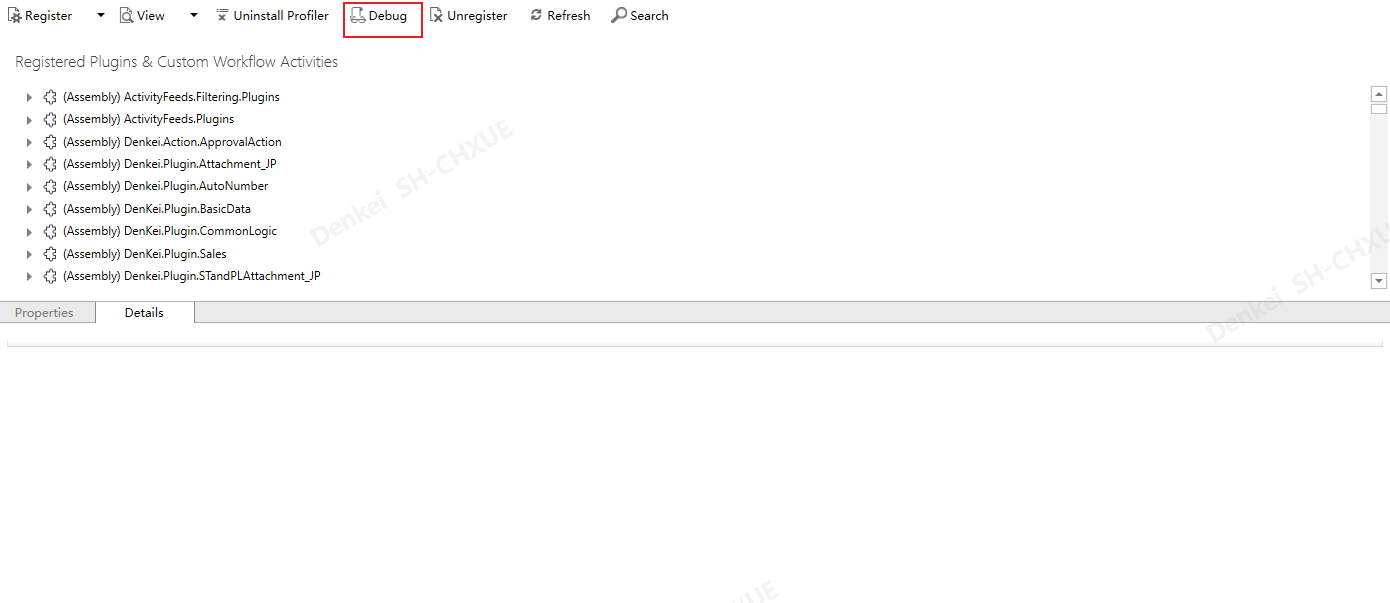 Register View Uninstall Profiler Debug Unregister Refresh Search
Registered Plugins & Custom Workflow Activities
(Assembly) ActivityFeeds.Filtering.Plugins
(Assembly) ActivityFeeds.Plugins
(Assembly) Denkei.Action.ApprovalAction
(Assembly) Denkei.Plugin.Attachment_JP
(Assembly) Denkei.Plugin.AutoNumber
(Assembly) DenKei.Plugin.BasicData
(Assembly) DenKei.Plugin.CommonLogic
(Assembly) DenKei.Plugin.Sales
(Assembly) Denkei.Plugin.STandPLAttachment_JP
Properties Details
Denkei SH-CHXUE
Denkei SH-CHXU
XUE